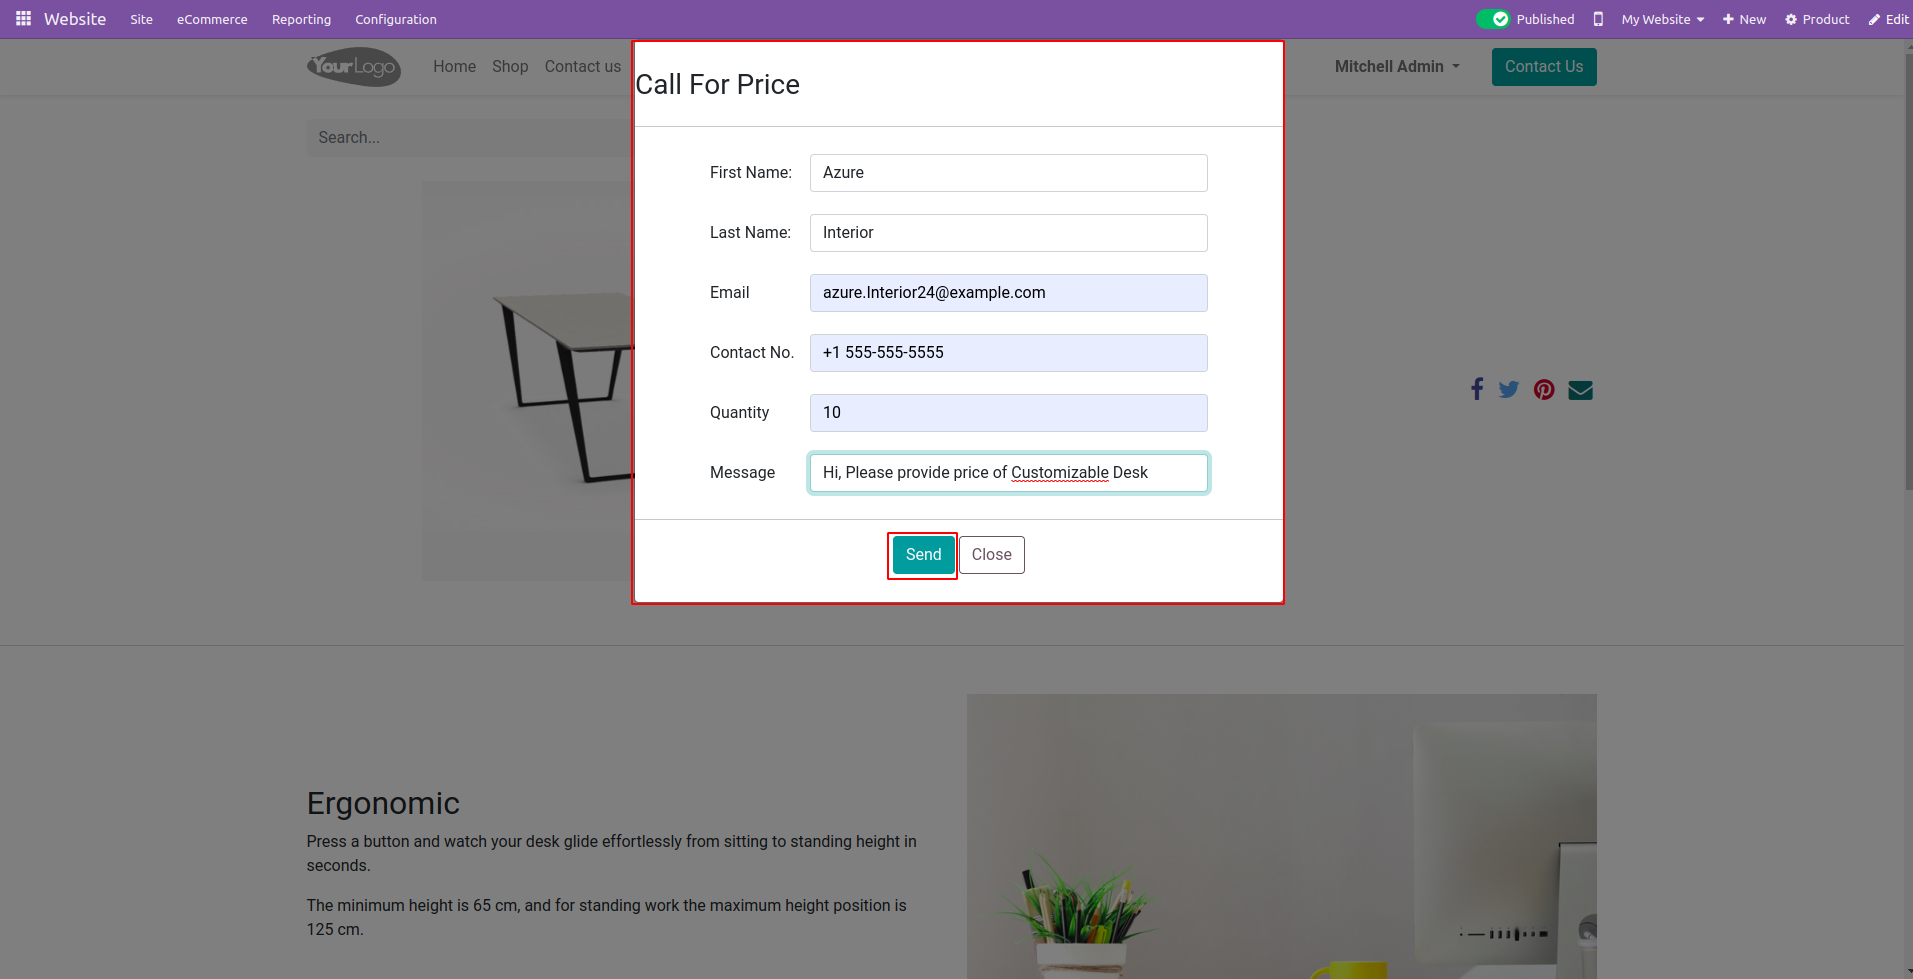 Website Site eCommerce Reporting Configuration Published My Website New Product Edit
YourLogo Home Shop Contact us Mitchell Admin Contact Us
Search...
Call For Price
First Name: Azure
Last Name: Interior
Email azure.Interior24@example.com
Contact No. +1 555-555-5555
Quantity 10
Message Hi, Please provide price of Customizable Desk
Send Close
Ergonomic
Press a button and watch your desk glide effortlessly from sitting to standing height in
seconds.
The minimum height is 65 cm, and for standing work the maximum height position is
125 cm.